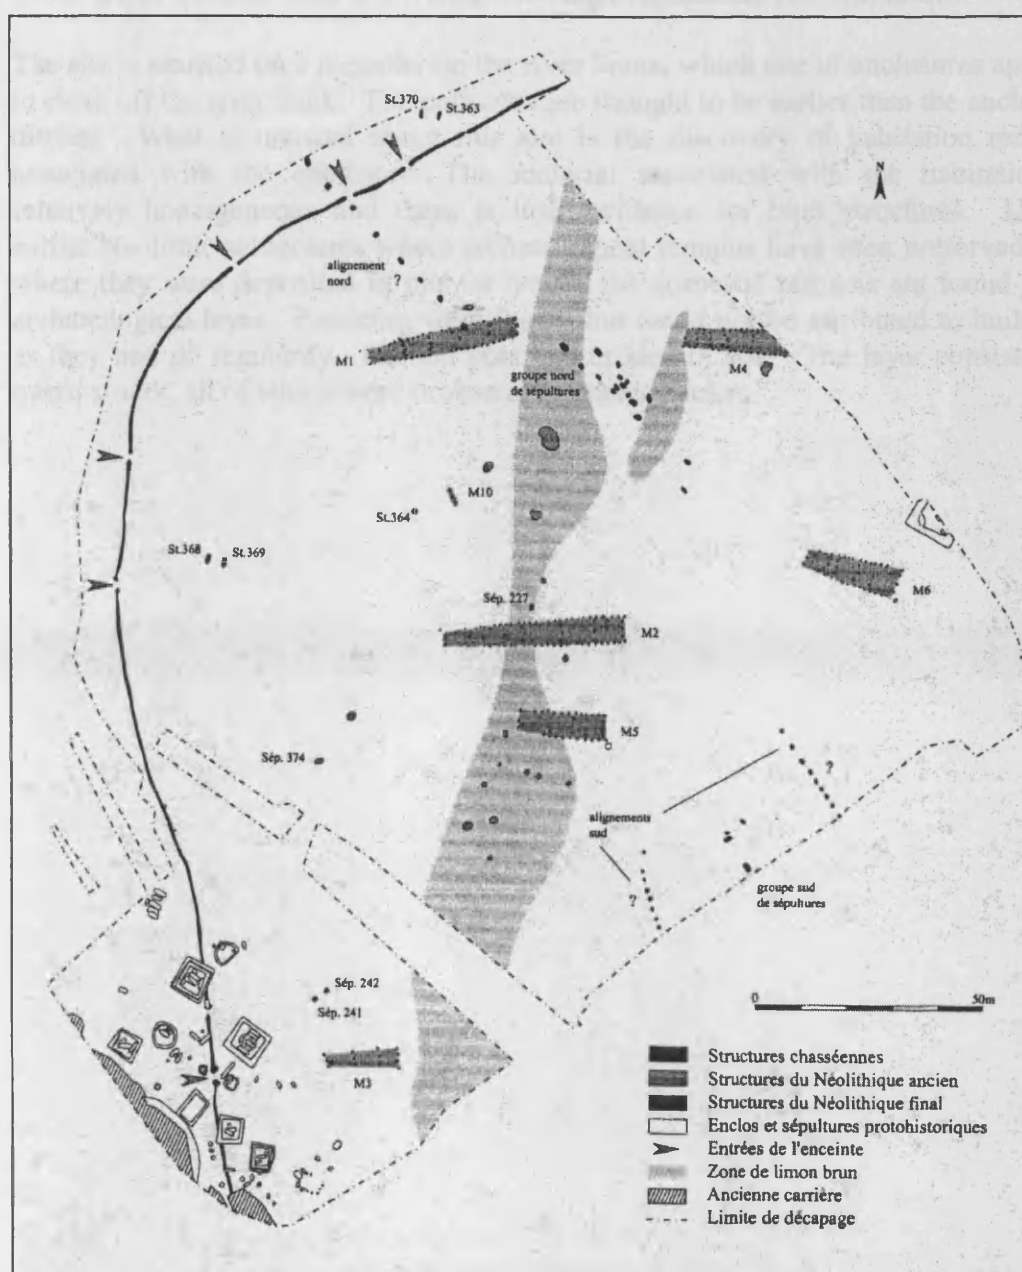 St.370
St.363
alignement
nord
?
M1
groupe nord
de sépultures
M4
M10
St.364
St.368
St.369
M6
Sép. 227
M2
M5
Sép. 374
?
alignements
sud
?
groupe sud
de sépultures
Sép. 242
Sép. 241
M3
0
50m
Structures chasséennes
Structures du Néolithique ancien
Structures du Néolithique final
Enclos et sépultures protohistoriques
Entrées de l'enceinte
Zone de limon brun
Ancienne carrière
Limite de décapage